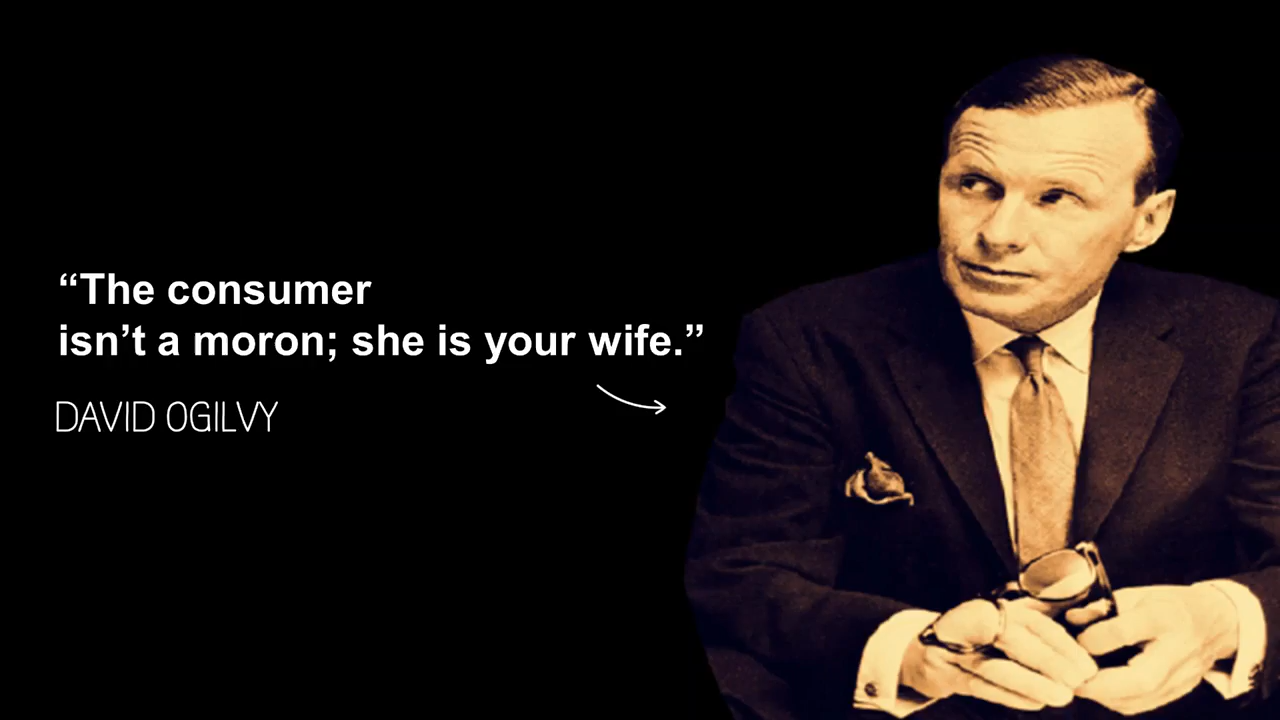 “The consumer
isn’t a moron; she is your wife.”
DAVID OGILVY